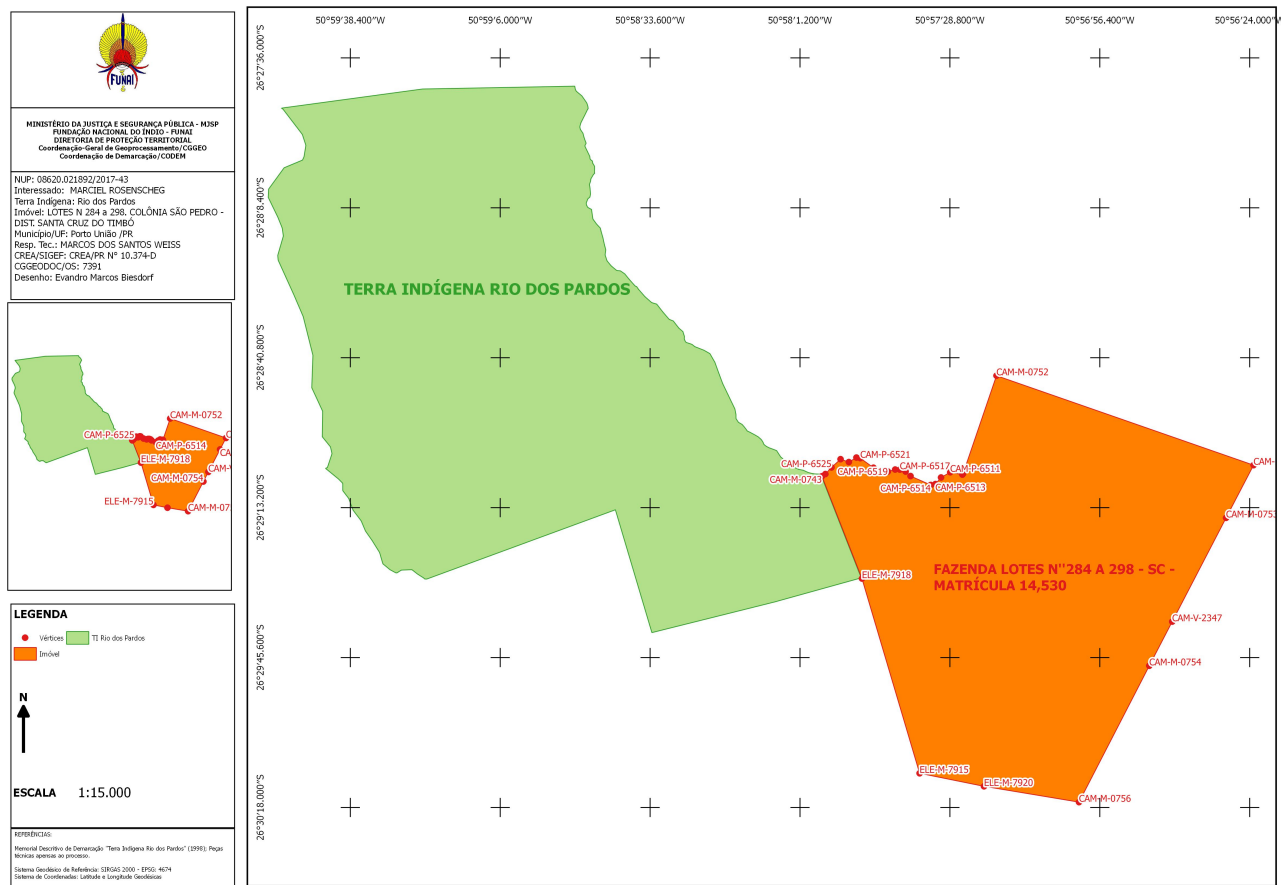 FUNAI
MINISTÉRIO DA JUSTIÇA E SEGURANÇA PÚBLICA - MJSP
FUNDAÇÃO NACIONAL DO ÍNDIO - FUNAI
DIRETORIA DE PROTEÇÃO TERRITORIAL
Coordenação-Geral de Geoprocessamento/CGGEO
Coordenação de Demarcação/CODEM
NUP: 08620.021892/2017-43
Interessado: MARCIEL ROSENSCHEG
Terra Indígena: Rio dos Pardos
Imóvel: LOTES N 284 a 298. COLÔNIA SÃO PEDRO -
DIST. SANTA CRUZ DO TIMBÓ
Município/UF: Porto União /PR
Resp. Tec.: MARCOS DOS SANTOS WEISS
CREA/SIGEF: CREA/PR N° 10.374-D
CGGEODOC/OS: 7391
Desenho: Evandro Marcos Biesdorf
CAM-M-0752
CAM-P-6525
CAM-P-6514
ELE-M-7918
CAM-M-0754
ELE-M-7915
CAM-M-07
LEGENDA
Vértices
TI Rio dos Pardos
Imóvel
N
ESCALA 1:15.000
REFERÊNCIAS:
Memorial Descritivo de Demarcação "Terra Indígena Rio dos Pardos" (1998); Peças
técnicas apensas ao processo.
Sistema Geodésico de Referência: SIRGAS 2000 - EPSG: 4674
Sistema de Coordenadas: Latitude e Longitude Geodésicas
50°59'38.400"W
50°59'6.000"W
50°58'33.600"W
50°58'1.200"W
50°57'28.800"W
50°56'56.400"W
50°56'24.000"W
26°27'36.000"S
26°28'8.400"S
26°28'40.800"S
26°29'13.200"S
26°29'45.600"S
26°30'18.000"S
TERRA INDÍGENA RIO DOS PARDOS
CAM-M-0752
CAM-P-6521
CAM-P-6525
CAM-P-6519
CAM-P-6517
CAM-P-6511
CAM-M-0743
CAM-P-6514
CAM-P-6513
CAM-
CAM-M-0753
FAZENDA LOTES N"284 A 298 - SC -
MATRÍCULA 14,530
ELE-M-7918
CAM-V-2347
CAM-M-0754
ELE-M-7915
ELE-M-7920
CAM-M-0756